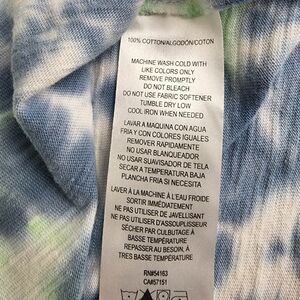 100% COTTON/ALGODÓN/COTON
MACHINE WASH COLD WITH
LIKE COLORS ONLY
REMOVE PROMPTLY
DO NOT BLEACH
DO NOT USE FABRIC SOFTENER
TUMBLE DRY LOW
COOL IRON WHEN NEEDED
LAVAR A MAQUINA CON AGUA
FRIA Y CON COLORES IGUALES
REMOVER RAPIDAMENTE
NO USAR BLANQUEADOR
NO USAR SUAVISADOR DE TELA
SECAR A TEMPERATURA BAJA
PLANCHA FRIA SI NECESITA
LAVER À LA MACHINE À L'EAU FROIDE
SORTIR IMMÉDIATEMENT
NE PAS UTILISER DE JAVELLISANT
NE PAS UTILISER D'ASSOUPLISSEUR
SÉCHER PAR CULBUTAGE À
BASSE TEMPÉRATURE
REPASSER AU BESOIN, À
TRÈS BASSE TEMPÉRATURE
RN#54163
CA#57151